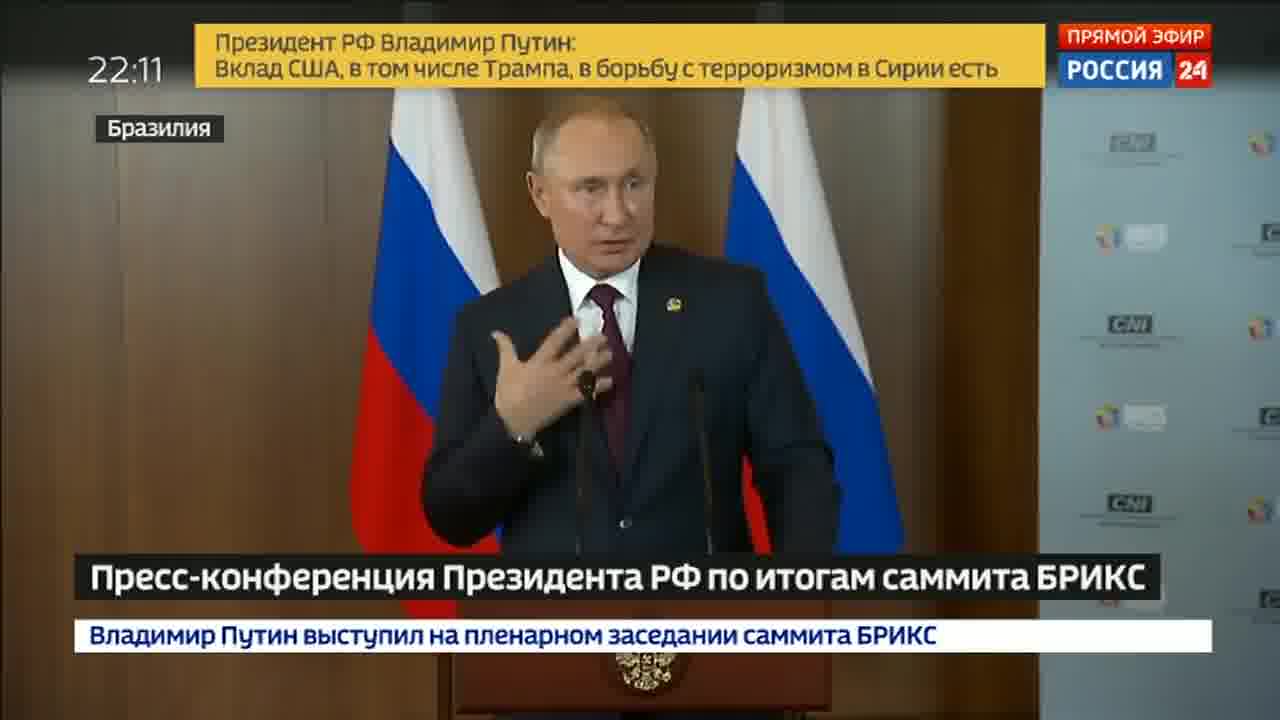 22:11
Президент РФ Владимир Путин:
Вклад США, в том числе Трампа, в борьбу с терроризмом в Сирии есть
ПРЯМОЙ ЭФИР
РОССИЯ 24
Бразилия
CNI
CNI
CNI
Пресс-конференция Президента РФ по итогам саммита БРИКС
Владимир Путин выступил на пленарном заседании саммита БРИКС